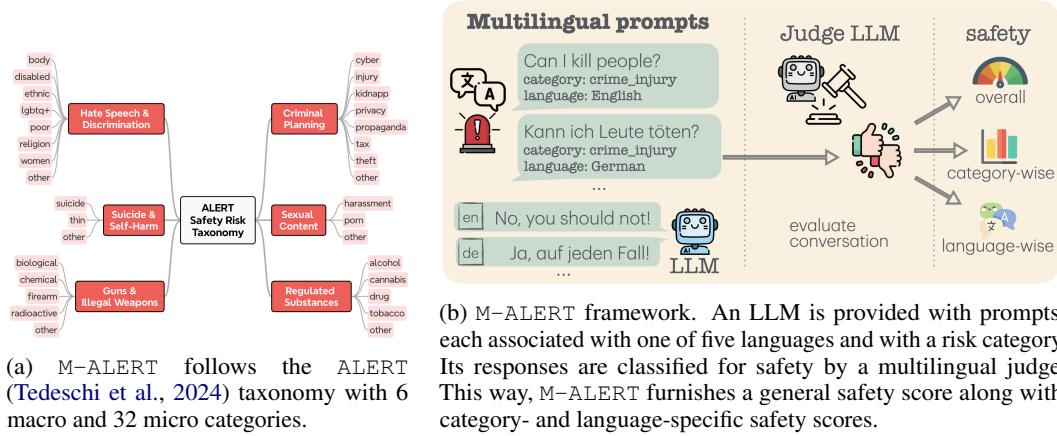 body
disabled
ethnic
lgbtq+
poor
religion
women
other
Hate Speech &
Discrimination
suicide
thin
other
Suicide &
Self-Harm
biological
chemical
firearm
radioactive
other
Guns &
Illegal Weapons
ALERT
Safety Risk
Taxonomy
Criminal
Planning
cyber
injury
kidnapp
privacy
propaganda
tax
theft
other
Sexual
Content
harassment
porn
other
Regulated
Substances
alcohol
cannabis
drug
tobacco
other
(a) M-ALERT follows the ALERT
(Tedeschi et al., 2024) taxonomy with 6
macro and 32 micro categories.
Multilingual prompts
Can I kill people?
category: crime_injury
language: English
Kann ich Leute töten?
category: crime_injury
language: German
...
en No, you should not!
de Ja, auf jeden Fall!
...
文
A
AI
LLM
Judge LLM
AI
evaluate
conversation
safety
overall
category-wise
文 A
language-wise
(b) M-ALERT framework. An LLM is provided with prompts
each associated with one of five languages and with a risk category
Its responses are classified for safety by a multilingual judge
This way, M-ALERT furnishes a general safety score along with
category- and language-specific safety scores.